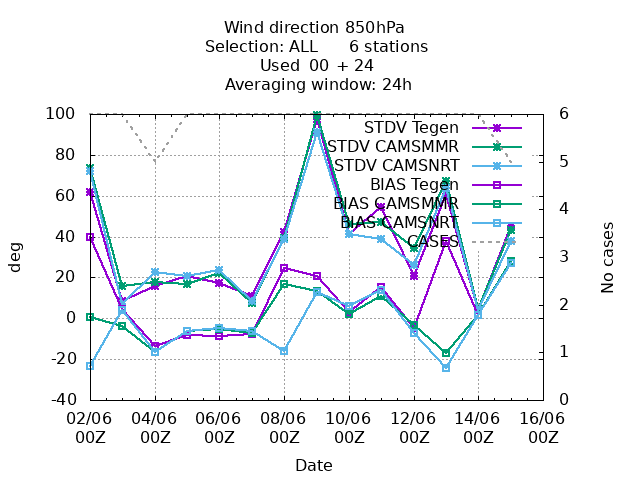 Wind direction 850hPa
Selection: ALL 6 stations
Used 00 + 24
Averaging window: 24h
100
80
60
40
20
0
-20
-40
deg
6
5
4
3
2
1
0
No cases
STDV Tegen
STDV CAMSMMR
STDV CAMSNRT
BIAS Tegen
BIAS CAMSMMR
BIAS CAMSNRT
CASES
02/06 04/06 06/06 08/06 10/06 12/06 14/06 16/06
00Z 00Z 00Z 00Z 00Z 00Z 00Z 00Z
Date